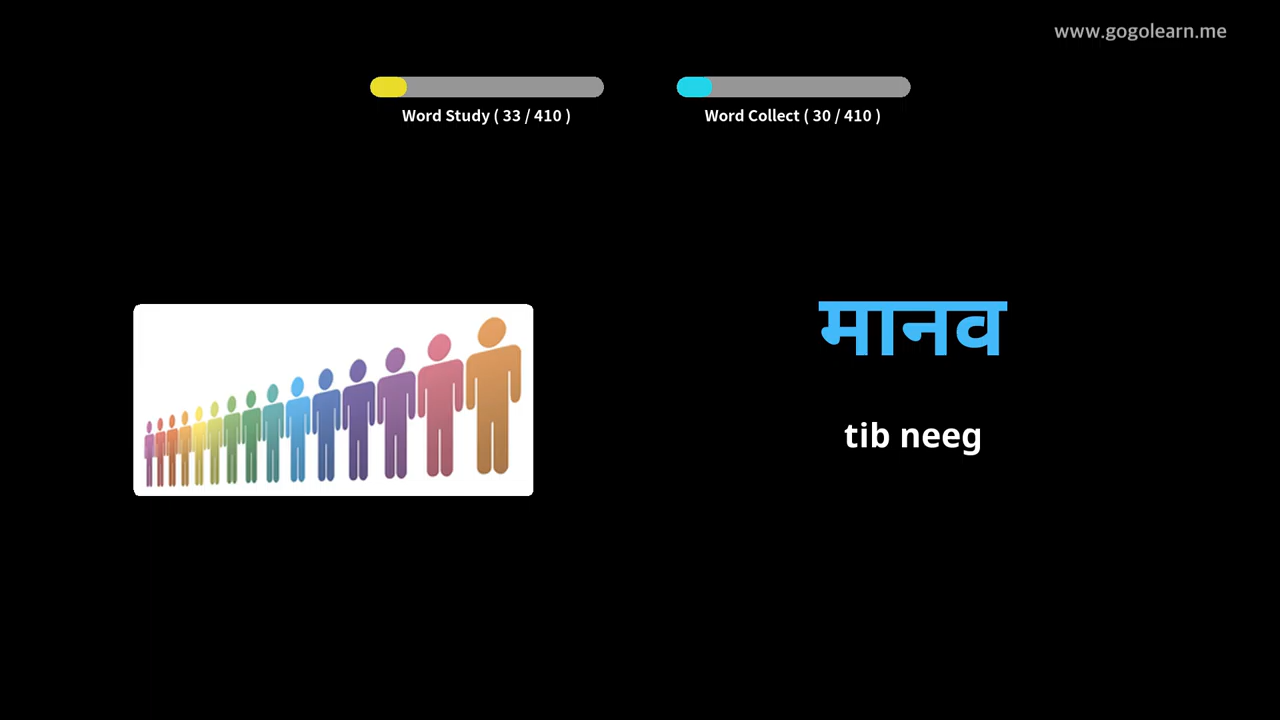 www.gogolearn.me
Word Study ( 33 / 410 )
Word Collect ( 30 / 410 )
मानव
tib neeg